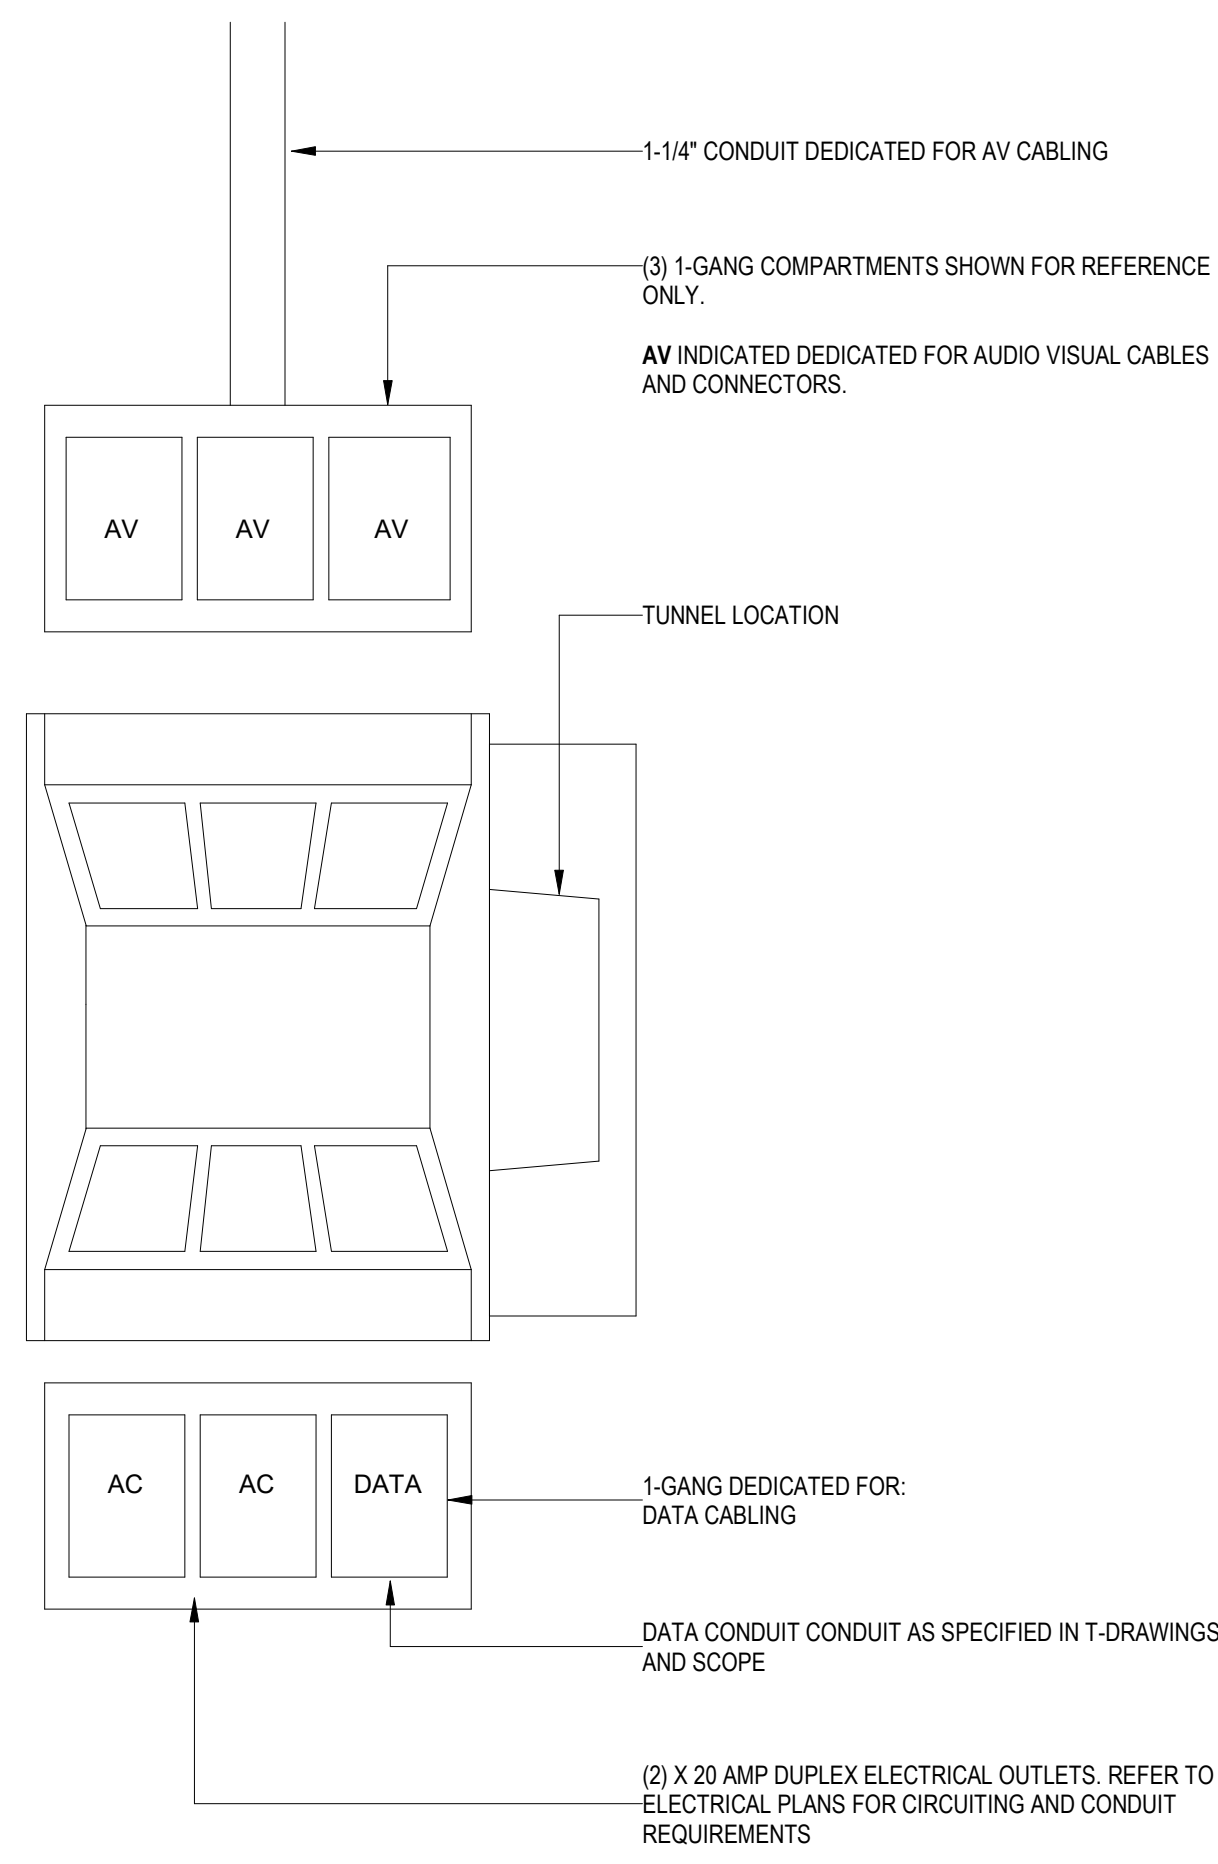 1-1/4" CONDUIT DEDICATED FOR AV CABLING
(3) 1-GANG COMPARTMENTS SHOWN FOR REFERENCE
ONLY.
AV INDICATED DEDICATED FOR AUDIO VISUAL CABLES
AND CONNECTORS.
AV AV AV
TUNNEL LOCATION
AC AC DATA
1-GANG DEDICATED FOR:
DATA CABLING
DATA CONDUIT CONDUIT AS SPECIFIED IN T-DRAWINGS
AND SCOPE
(2) X 20 AMP DUPLEX ELECTRICAL OUTLETS. REFER TO
ELECTRICAL PLANS FOR CIRCUITING AND CONDUIT
REQUIREMENTS